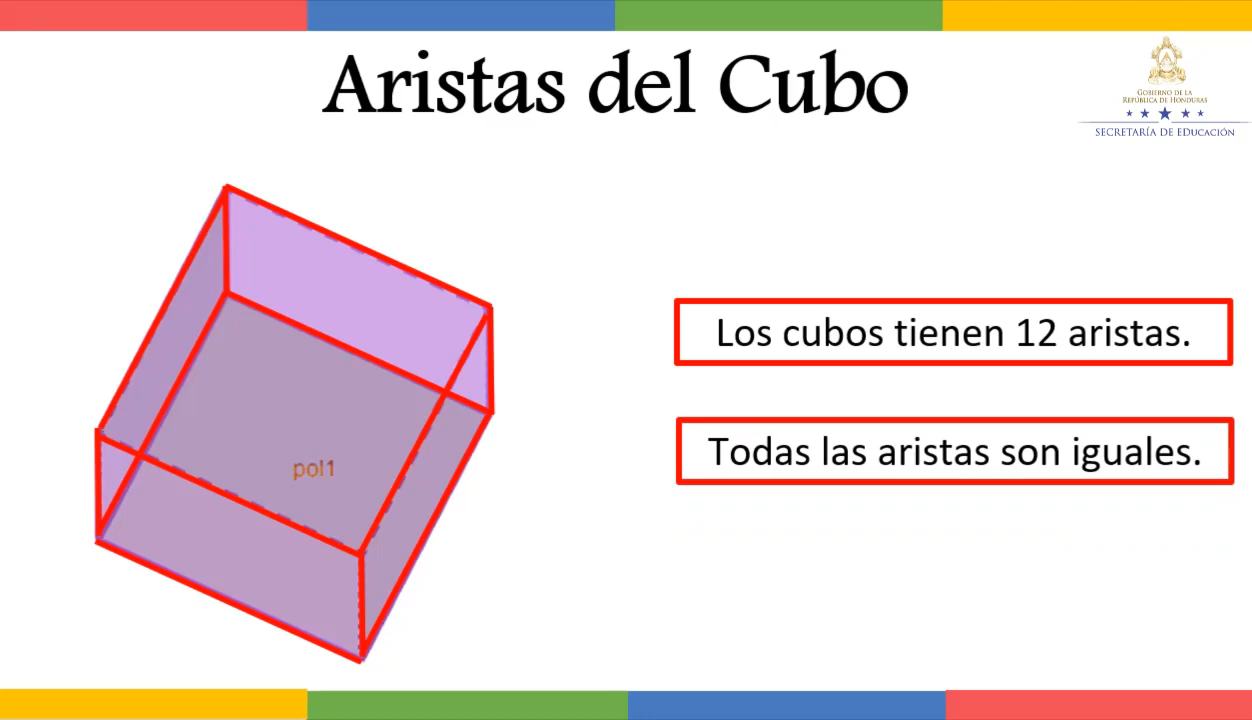 Aristas del Cubo
GOBIERNO DE LA
REPÚBLICA DE HONDURAS
SECRETARÍA DE EDUCACIÓN
Los cubos tienen 12 aristas.
Todas las aristas son iguales.
pol1